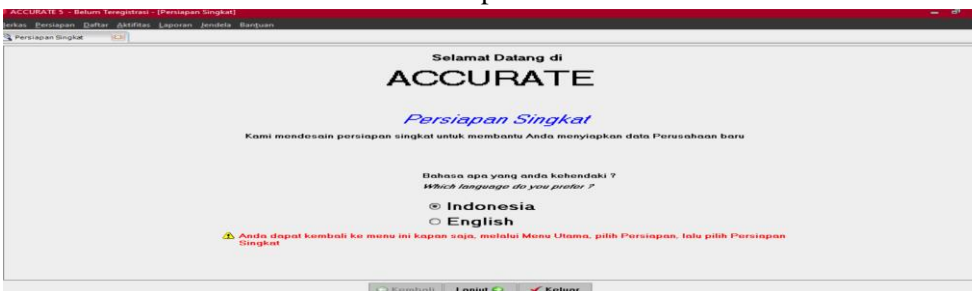 ACCURATE 5 - Belum Teregistrasi - [Persiapan Singkat]
Berkas Persiapan Daftar Aktifitas Laporan Jendela Bantuan
Persiapan Singkat
Selamat Datang di
ACCURATE
Persiapan Singkat
Kami mendesain persiapan singkat untuk membantu Anda menyiapkan data Perusahaan baru
Bahasa apa yang anda kehendaki ?
Which language do you prefer ?
Indonesia
English
Anda dapat kembali ke menu ini kapan saja, melalui Menu Utama, pilih Persiapan, lalu pilih Persiapan
Singkat
Kembali Lanjut Keluar